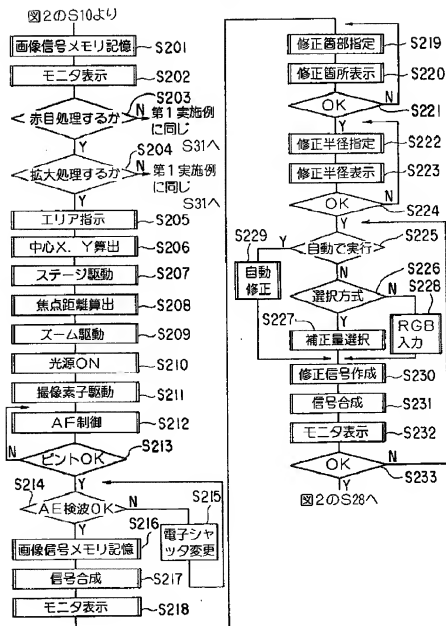 図2のS10より
画像信号メモリ記憶 S201
モニタ表示 S202
S203
赤目処理するか N 第1実施例
に同じ
S31へ
Y
S204
拡大処理するか N 第1実施例
に同じ
S31へ
Y
エリア指示 S205
中心X，Y算出 S206
ステージ駆動 S207
焦点距離算出 S208
ズーム駆動 S209
光源ON S210
撮像素子駆動 S211
AF制御 S212
S213
N ピントOK
Y
S214
AE検波OK N
Y
S215
電子シャ
ッタ変更
S216
画像信号メモリ記憶
信号合成 S217
モニタ表示 S218
修正箇部指定 S219
修正箇所表示 S220
OK N S221
Y
修正半径指定 S222
修正半径表示 S223
OK N S224
Y
S225
Y 自動で実行
N
S229
自動
修正
S226
選択方式 N
Y
S228
RGB
入力
S227
補正量選択
修正信号作成 S230
信号合成 S231
モニタ表示 S232
OK N S233
Y
図2のS28へ